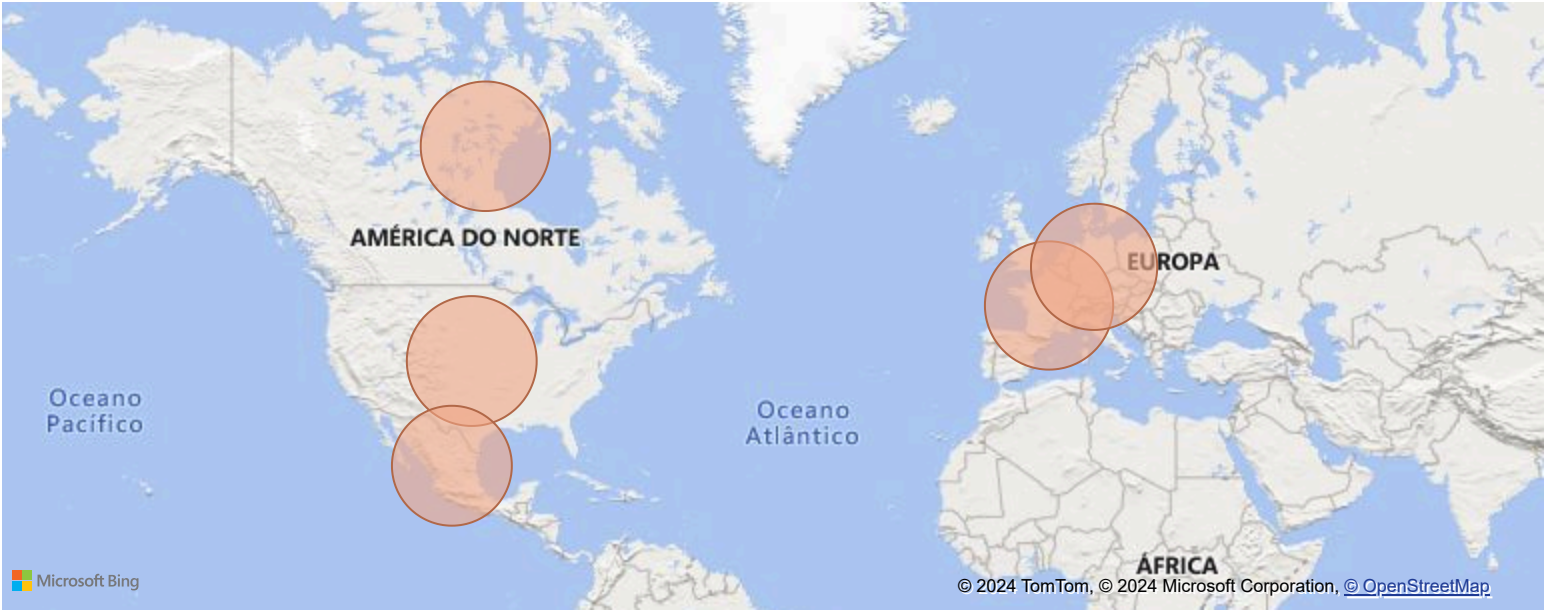 AMÉRICA DO NORTE
EUROPA
Oceano
Pacífico
Oceano
Atlântico
ÁFRICA
Microsoft Bing
© 2024 TomTom, © 2024 Microsoft Corporation, © OpenStreetMap